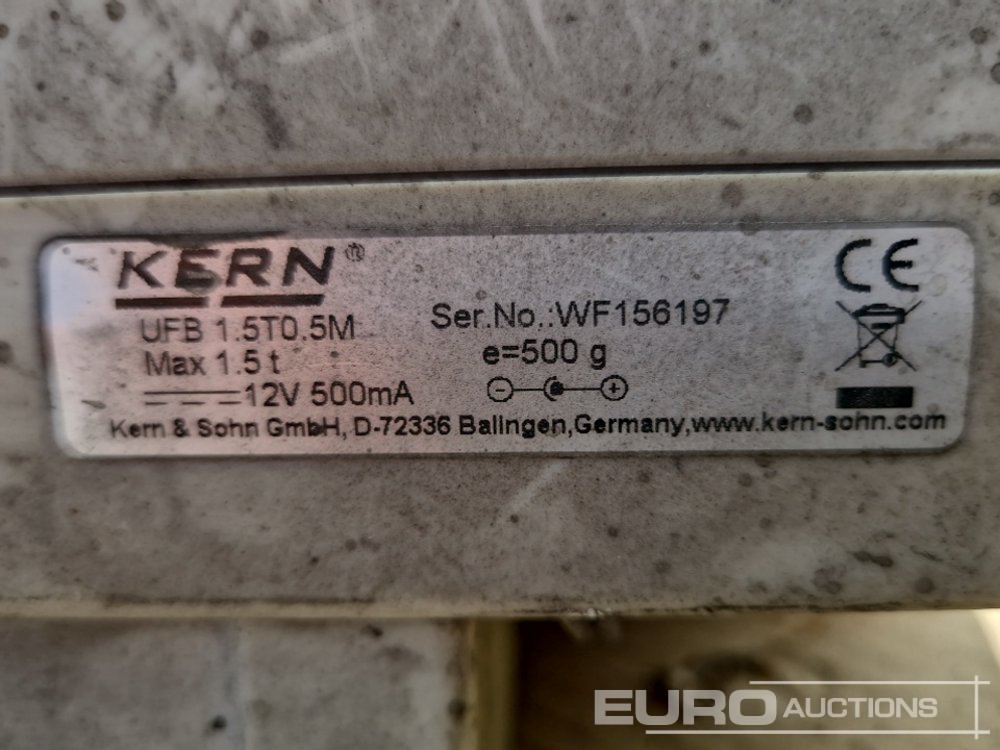 KERN®
UFB 1.5T0.5M
Max 1.5 t
12V 500mA
Ser.No.:WF156197
e=500 g
CE
Kern & Sohn GmbH, D-72336 Balingen,Germany,www.kern-sohn.com
EURO AUCTIONS